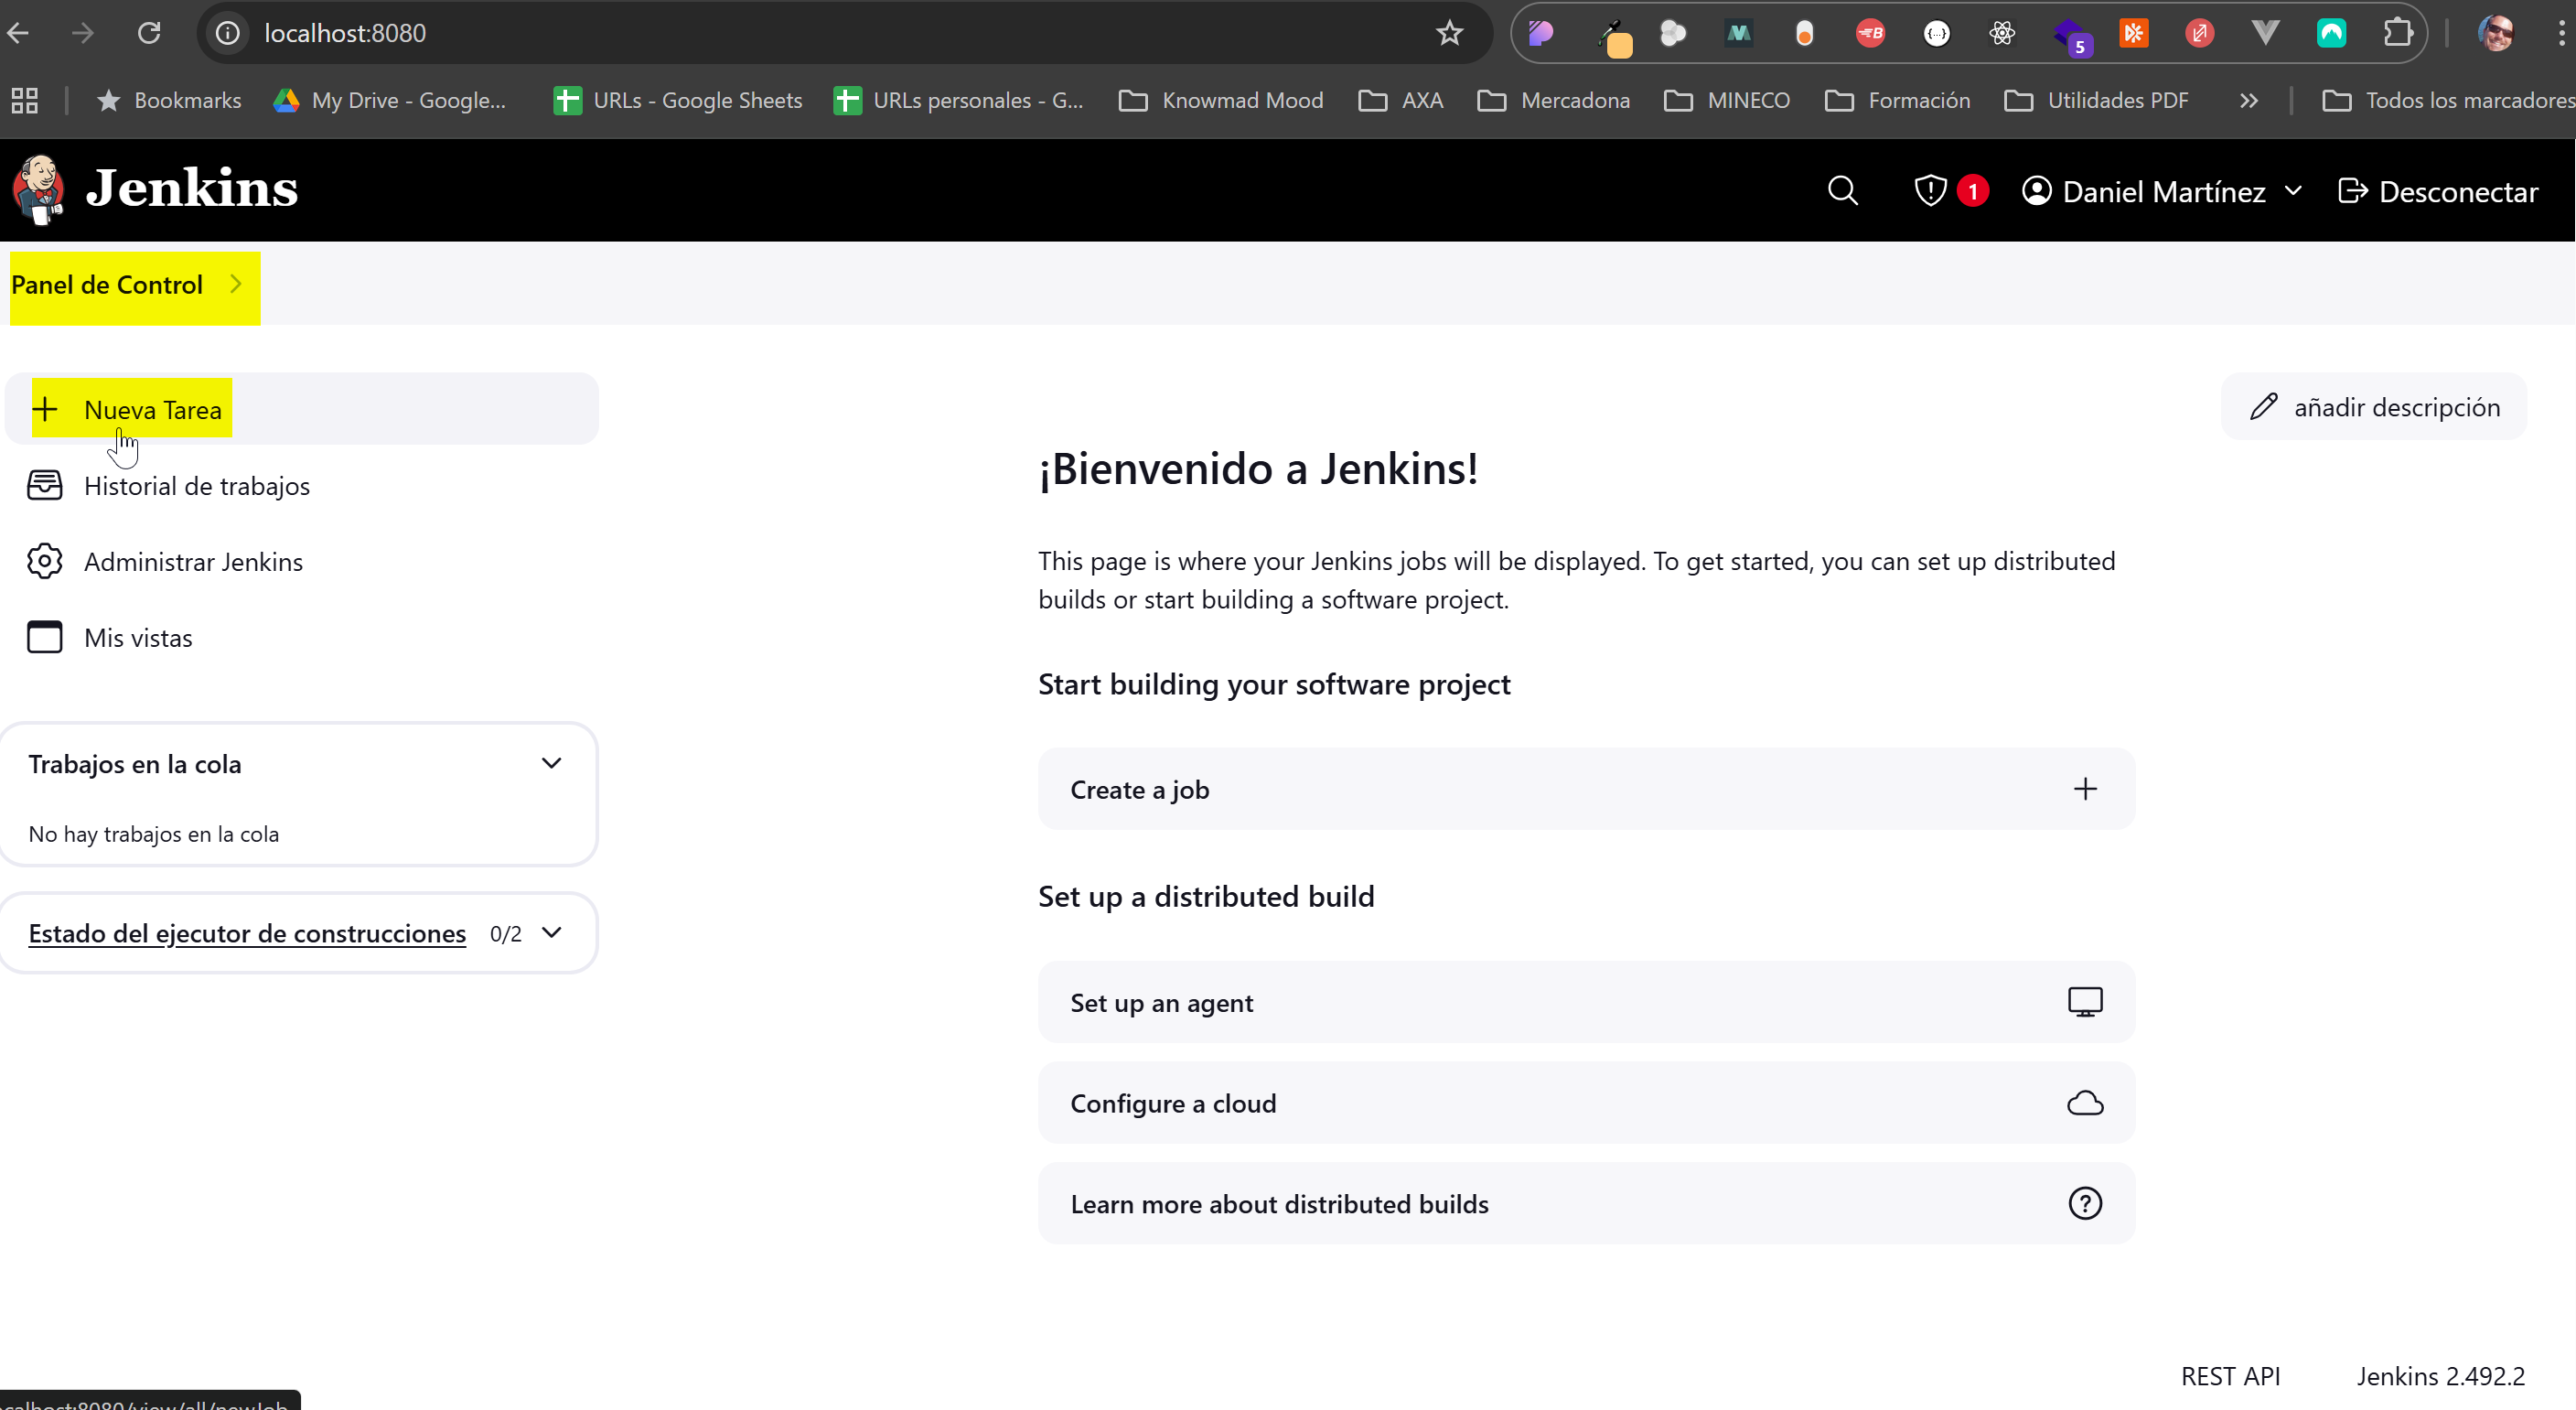 localhost:8080
5
Bookmarks
My Drive - Google...
URLs - Google Sheets
URLs personales - G...
Knowmad Mood
AXA
Mercadona
MINECO
Formación
Utilidades PDF
Todos los marcadores
Jenkins
1
Daniel Martínez
Desconectar
Panel de Control
Nueva Tarea
añadir descripción
Historial de trabajos
Administrar Jenkins
Mis vistas
Trabajos en la cola
No hay trabajos en la cola
Estado del ejecutor de construcciones 0/2
¡Bienvenido a Jenkins!
This page is where your Jenkins jobs will be displayed. To get started, you can set up distributed
builds or start building a software project.
Start building your software project
Create a job
Set up a distributed build
Set up an agent
Configure a cloud
Learn more about distributed builds
REST API
Jenkins 2.492.2
ocalhost:8080/view/all/newJob